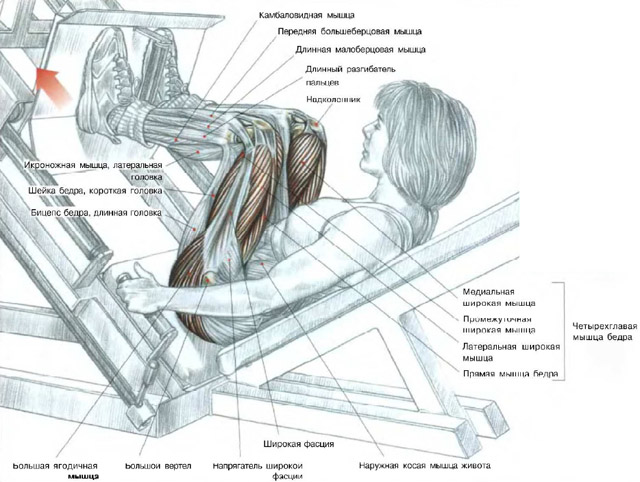 Камбаловидная мышца
Передняя большеберцовая мышца
Длинная малоберцовая мышца
Длинный разгибатель
пальцев
Надколенник
Икроножная мышца, латеральная
головка
Шейка бедра, короткая головка
Бицепс бедра, длинная головка
Медиальная
широкая мышца
Промежуточная
широкая мышца
Латеральная широкая
мышца
Прямая мышца бедра
Четырехглавая
мышца бедра
Широкая фасция
Большая ягодичная
мышца
Большой вертел
Напрягатель широкой
фасции
Наружная косая мышца живота